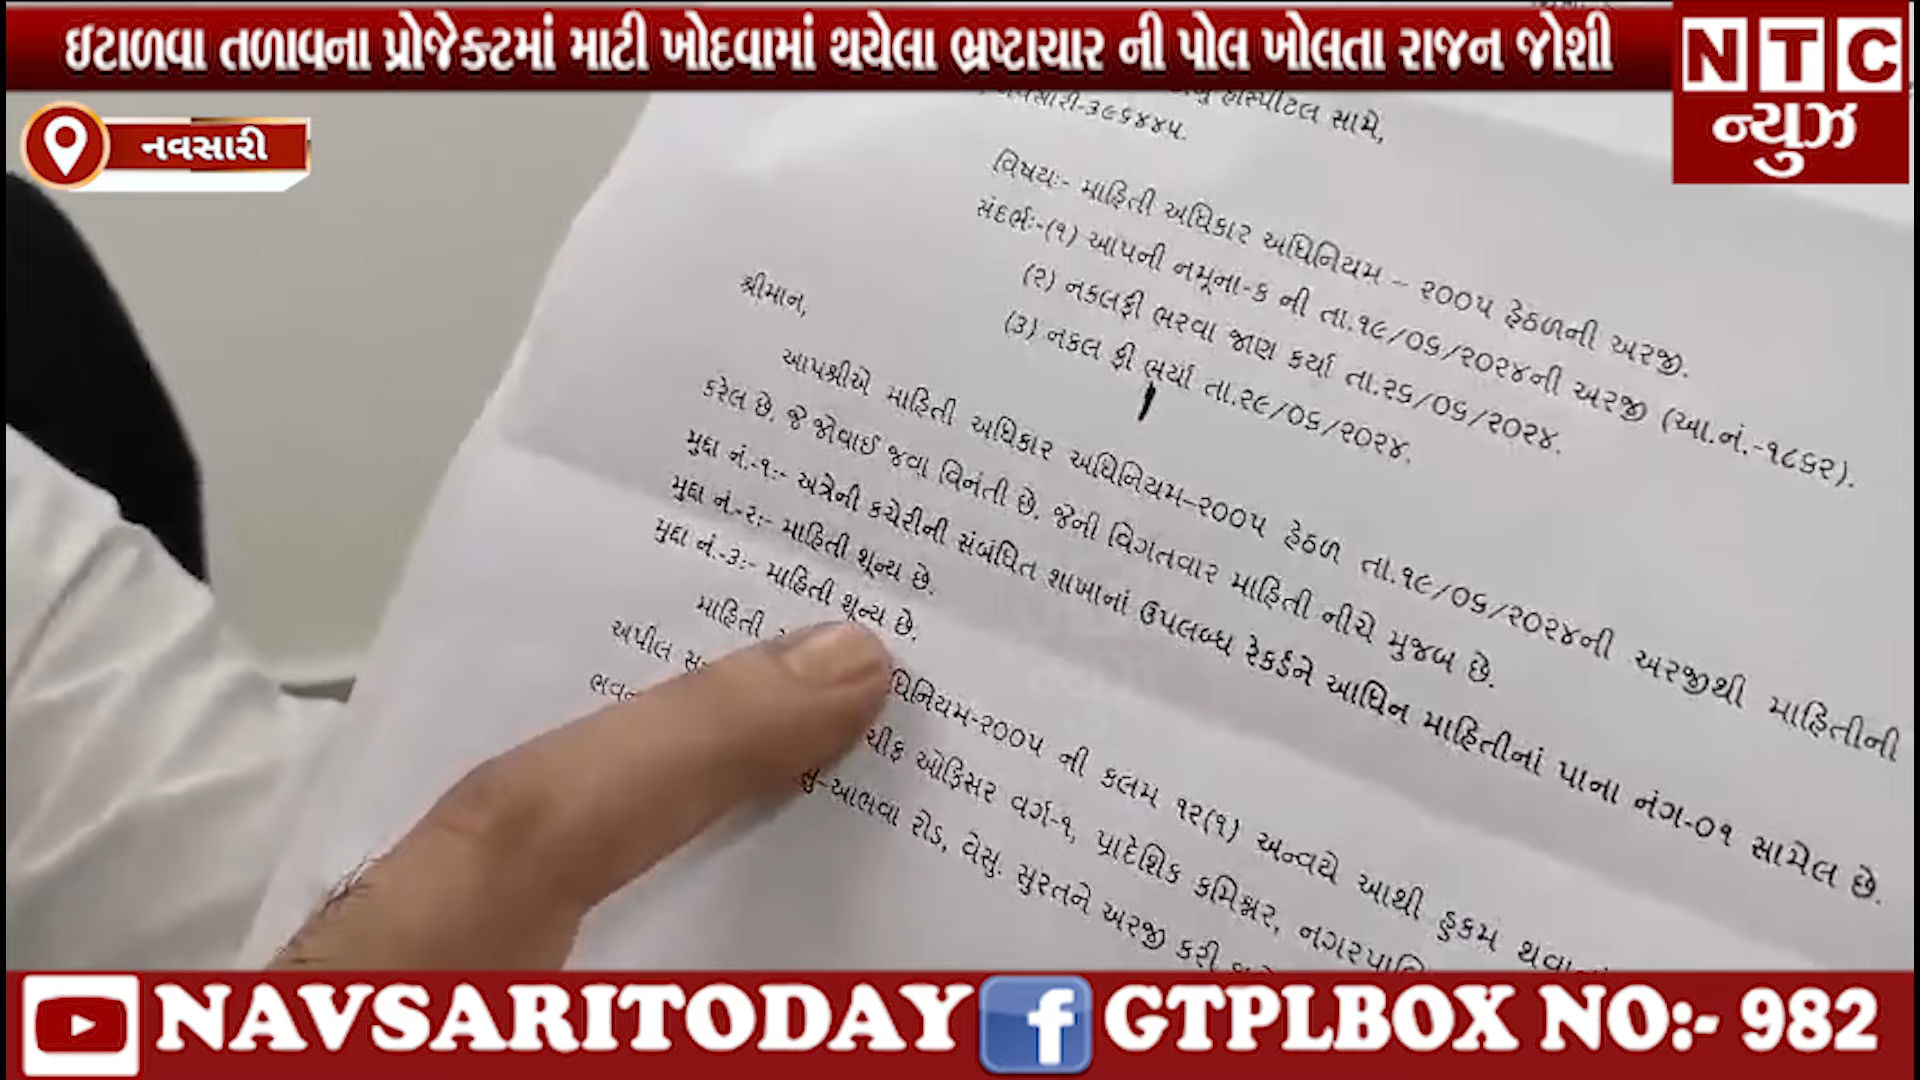 ઇટાળવા તળાવના પ્રોજેક્ટમાં માટી ખોદવામાં થયેલા ભ્રષ્ટાચાર ની પોલ ખોલતા રાજન જોશી
NTC
ન્યુઝ
નવસારી
હોસ્પીટલ સામે,
નવસારી-૩૯૬૪૪૫.
વિષયઃ- માહિતી અધિકાર અધિનિયમ – ૨૦૦૫ હેઠળની અરજી.
સંદર્ભઃ-(૧) આપની નમૂના-ક ની તા.૧૯/૦૬/૨૦૨૪ની અરજી (આ.નં.-૧૮૬૨).
(૨) નકલફી ભરવા જાણ કર્યા તા.૨૬/૦૬/૨૦૨૪.
(૩) નકલ ફી ભર્યા તા.૨૯/૦૬/૨૦૨૪.
શ્રીમાન,
આપશ્રીએ માહિતી અધિકાર અધિનિયમ–૨૦૦૫ હેઠળ તા.૧૯/૦૬/૨૦૨૪ની અરજીથી માહિતીની
કરેલ છે. જે જોવાઈ જવા વિનંતી છે. જેની વિગતવાર માહિતી નીચે મુજબ છે.
મુદ્દા નં.-૧ઃ- અત્રેની કચેરીની સંબંધિત શાખાનાં ઉપલબ્ધ રેકર્ડને આધિન માહિતીનાં પાના નંગ-૦૧ સામેલ છે.
મુદ્દા નં.-૨ઃ- માહિતી શૂન્ય છે.
મુદ્દા નં.-૩ઃ- માહિતી શૂન્ય છે.
માહિતી અધિનિયમ-૨૦૦૫ ની કલમ ૧૨(૧) અન્વયે આથી હુકમ
અપીલ ચીફ ઓફિસર વર્ગ-૧, પ્રાદેશિક કમિશ્નર,
આભવા રોડ, વેસુ. સુરતને અરજી કરી
NAVSARITODAY f GTPLBOX NO:- 982